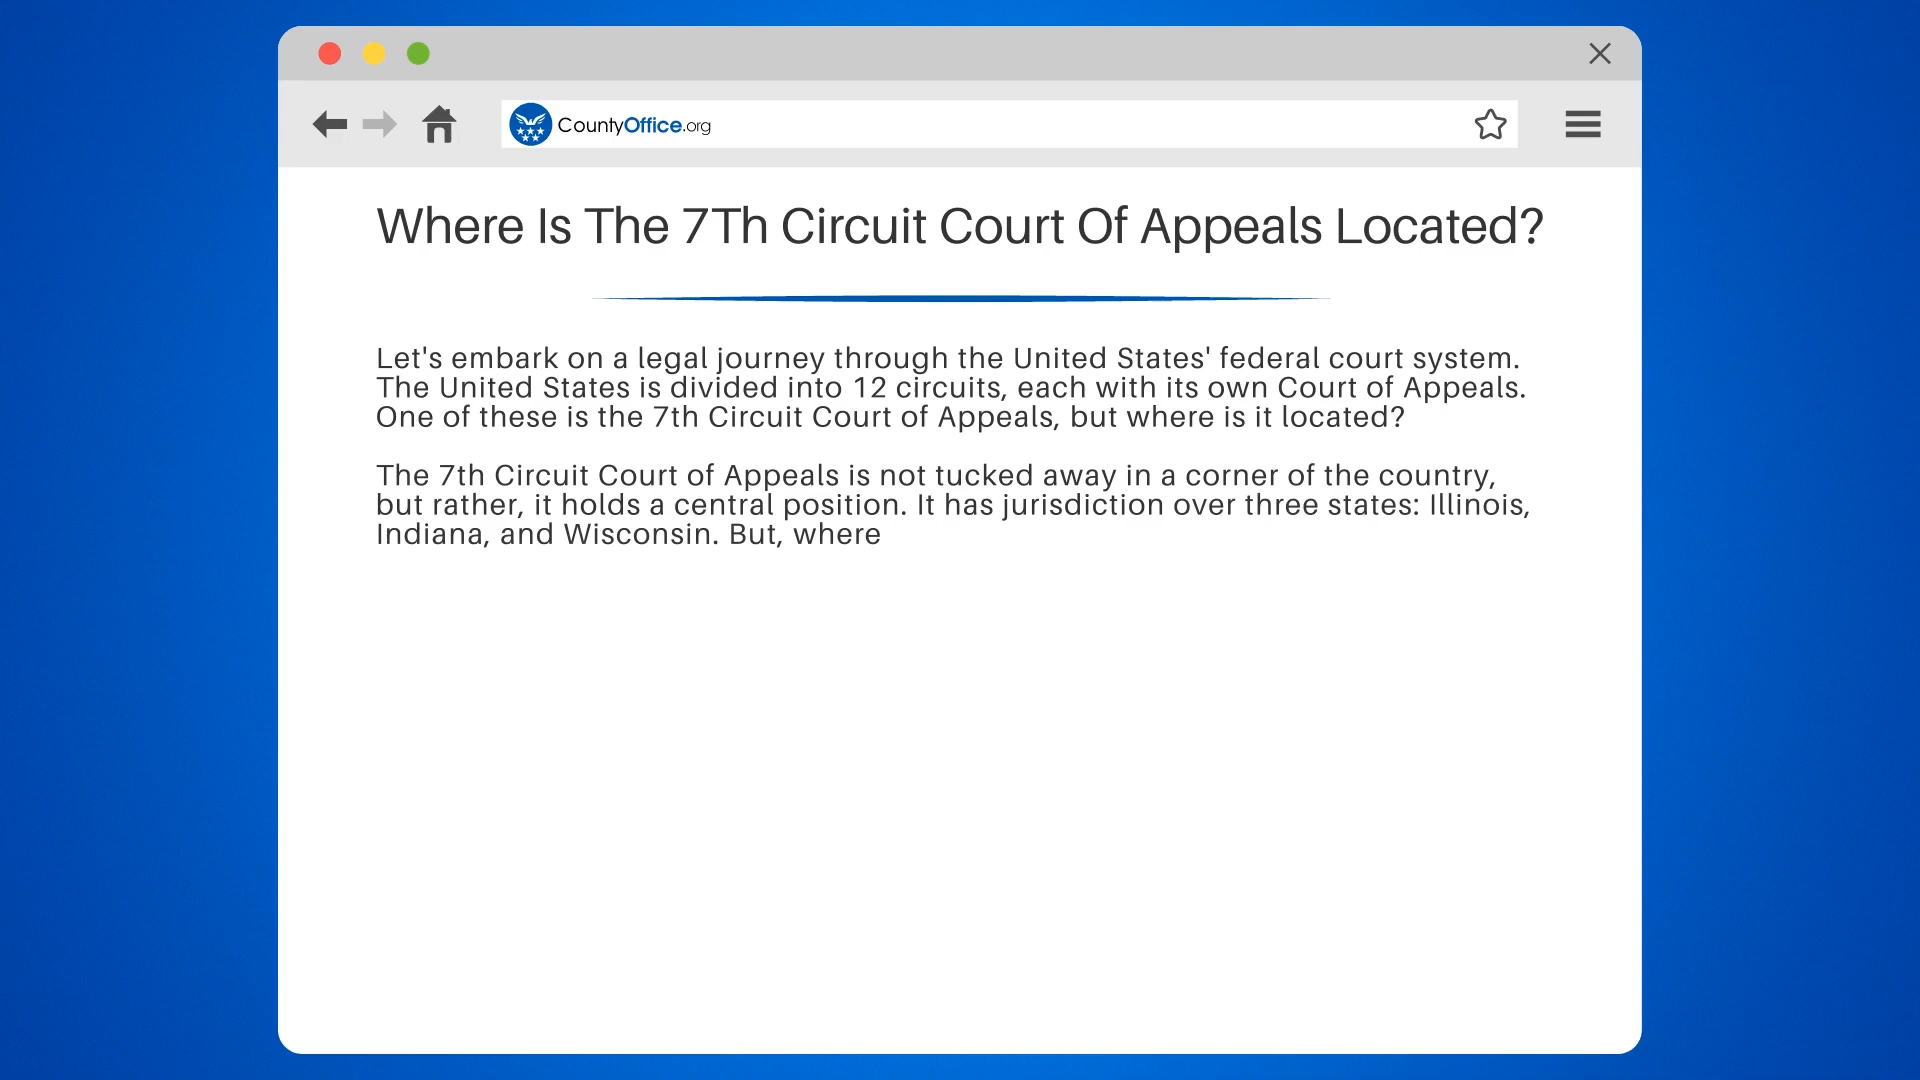 CountyOffice.org
Where Is The 7Th Circuit Court Of Appeals Located?
Let's embark on a legal journey through the United States' federal court system.
The United States is divided into 12 circuits, each with its own Court of Appeals.
One of these is the 7th Circuit Court of Appeals, but where is it located?
The 7th Circuit Court of Appeals is not tucked away in a corner of the country,
but rather, it holds a central position. It has jurisdiction over three states: Illinois,
Indiana, and Wisconsin. But, where